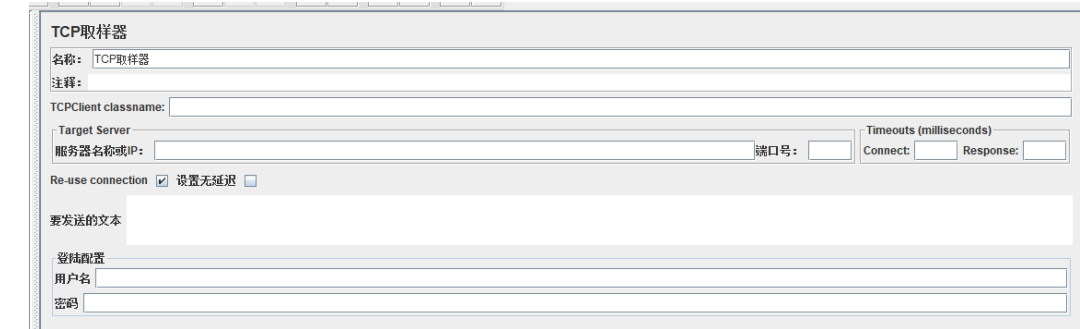 TCP取样器
名称： TCP取样器
注释：
TCPClient classname:
Target Server Timeouts (milliseconds)
服务器名称或IP： 端口号： Connect: Response:
Re-use connection 设置无延迟
要发送的文本
登陆配置
用户名
密码